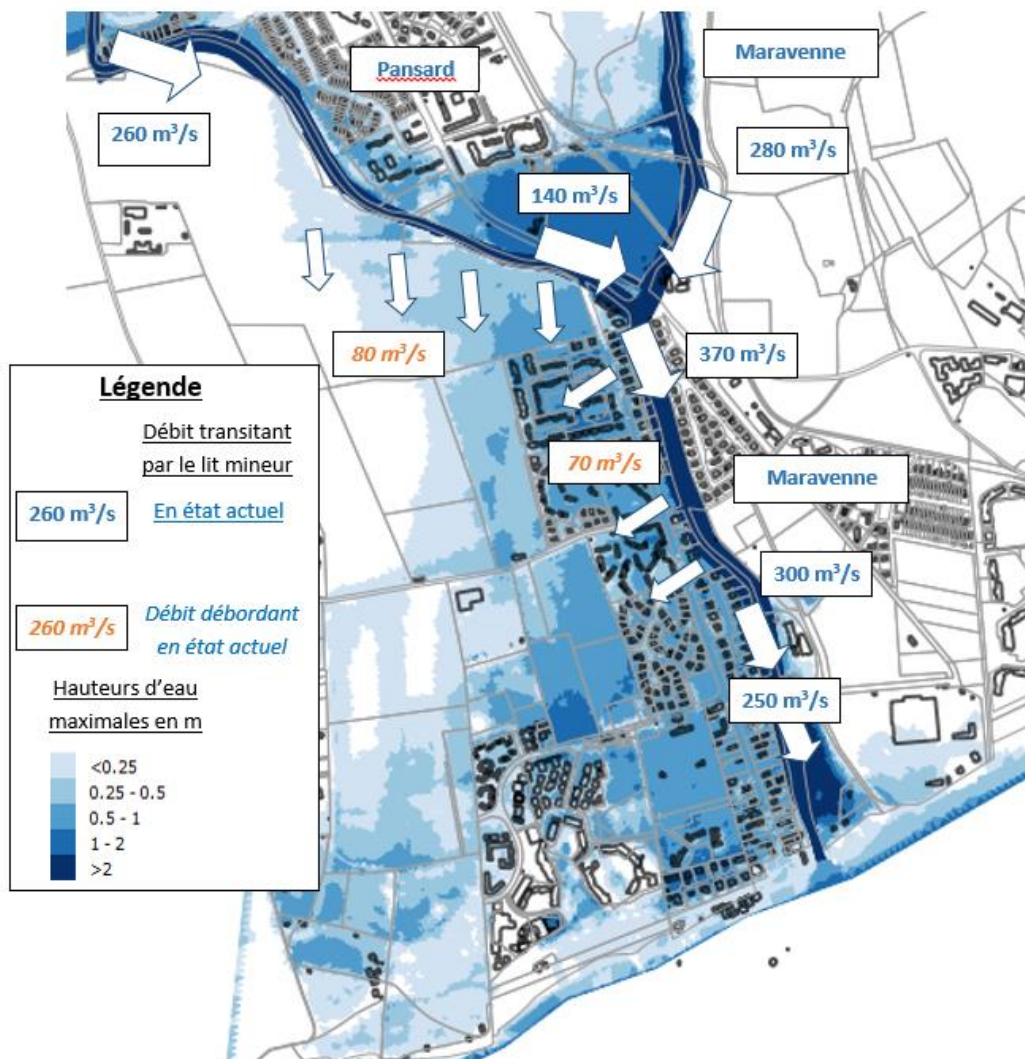 Maravenne
Pansard
260 m³/s
280 m³/s
140 m³/s
80 m³/s
370 m³/s
70 m³/s
Maravenne
300 m³/s
250 m³/s
Légende
Débit transitant
par le lit mineur
260 m³/s
En état actuel
260 m³/s
Débit débordant
en état actuel
Hauteurs d'eau
maximales en m
<0.25
0.25 - 0.5
0.5 - 1
1 - 2
>2